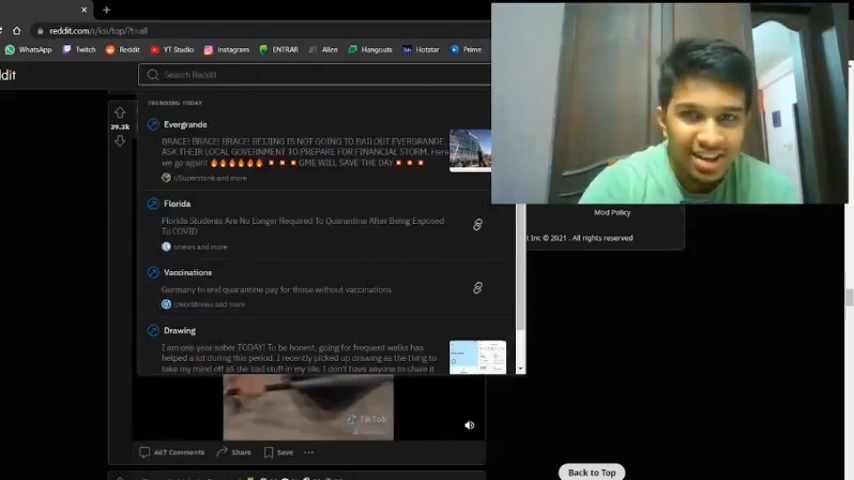 reddit.com/r/ksi/top/?t=all
WhatsApp Twitch Reddit YT Studio Instagram ENTRAR Alien Hangouts Hotstar Prime
dit
Search Reddit
TRENDING TODAY
Evergrande
BRACE! BRACE! BRACE! BEIJING IS NOT GOING TO BAILOUT EVERGRANDE,
ASK THEIR LOCAL GOVERNMENT TO PREPARE FOR FINANCIAL STORM. Here
we go again! 🔥🔥🔥🔥🔥🔥 💥 💥 💥 GME WILL SAVE THE DAY 💥 💥 💥
r/Superstonk and more
Florida
Florida Students Are No Longer Required To Quarantine After Being Exposed
To COVID
r/news and more
Vaccinations
Germany to end quarantine pay for those without vaccinations.
r/worldnews and more
Drawing
I am one year sober TODAY! To be honest, going for frequent walks has
helped a lot during this period. I recently picked up drawing as the thing to
take my mind off all the bad stuff in my life. I don't have anyone to share it
39.2k
Mod Policy
t Inc © 2021 . All rights reserved
TikTok
467 Comments Share Save
Back to Top